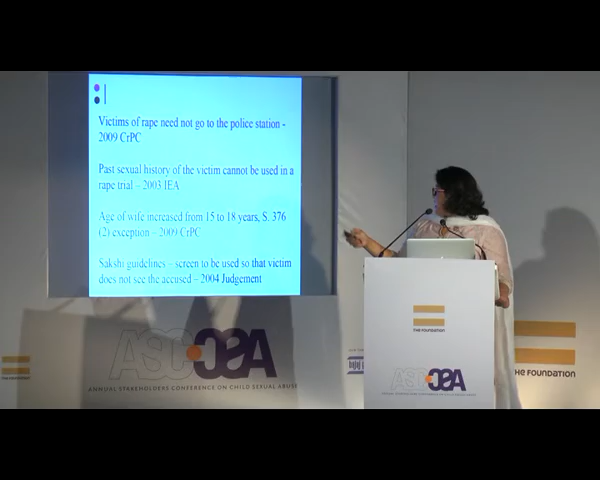 Victims of rape need not go to the police station -
2009 CrPC
Past sexual history of the victim cannot be used in a
rape trial – 2003 IEA
Age of wife increased from 15 to 18 years, S. 376
(2) exception – 2009 CrPC
Sakshi guidelines – screen to be used so that victim
does not see the accused – 2004 Judgement
ASCCSA
ANNUAL STAKEHOLDERS CONFERENCE ON CHILD SEXUAL ABUSE
THE FOUNDATION
ASCCSA
THE FOUNDATION